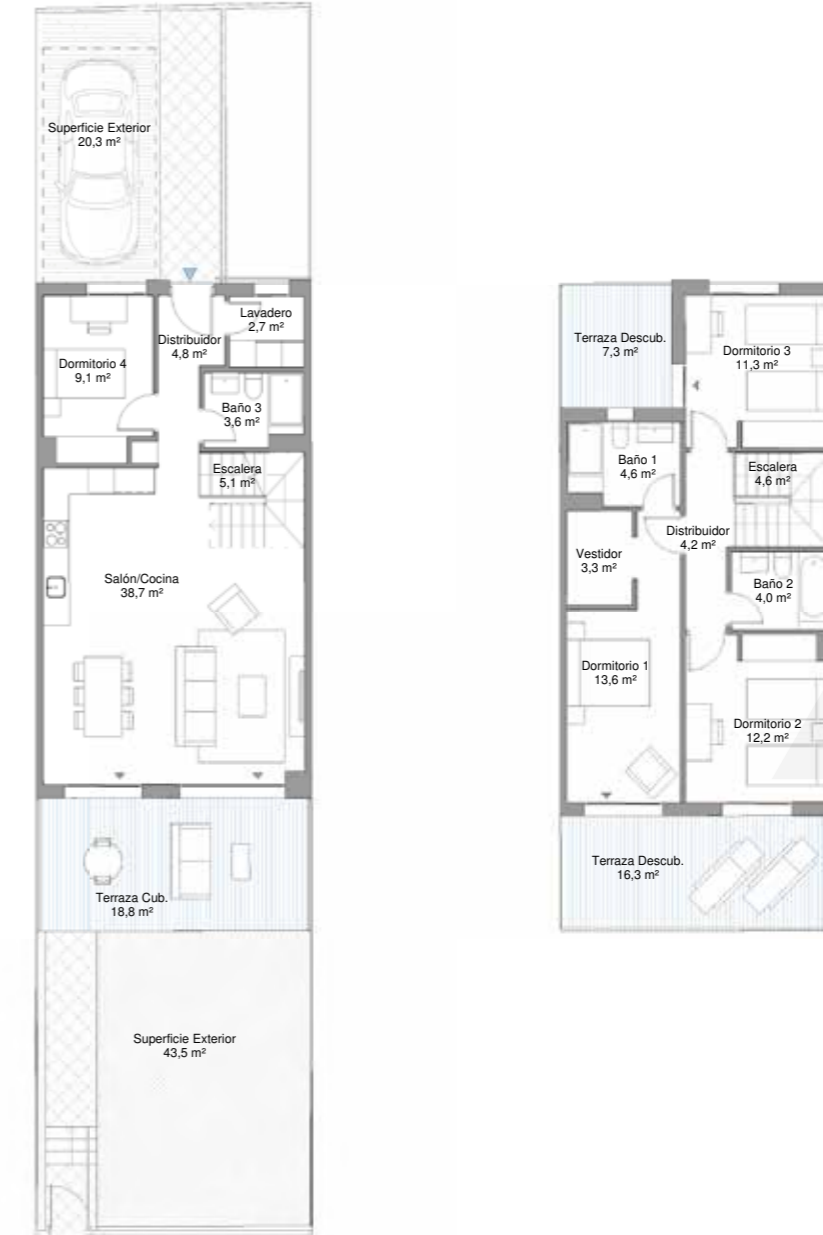 Superficie Exterior
20,3 m²
Lavadero
2,7 m²
Distribuidor
4,8 m²
Dormitorio 4
9,1 m²
Baño 3
3,6 m²
Escalera
5,1 m²
Salón/Cocina
38,7 m²
Terraza Cub.
18,8 m²
Superficie Exterior
43,5 m²
Terraza Descub.
7,3 m²
Dormitorio 3
11,3 m²
Baño 1
4,6 m²
Escalera
4,6 m²
Distribuidor
4,2 m²
Vestidor
3,3 m²
Baño 2
4,0 m²
Dormitorio 1
13,6 m²
Dormitorio 2
12,2 m²
Terraza Descub.
16,3 m²